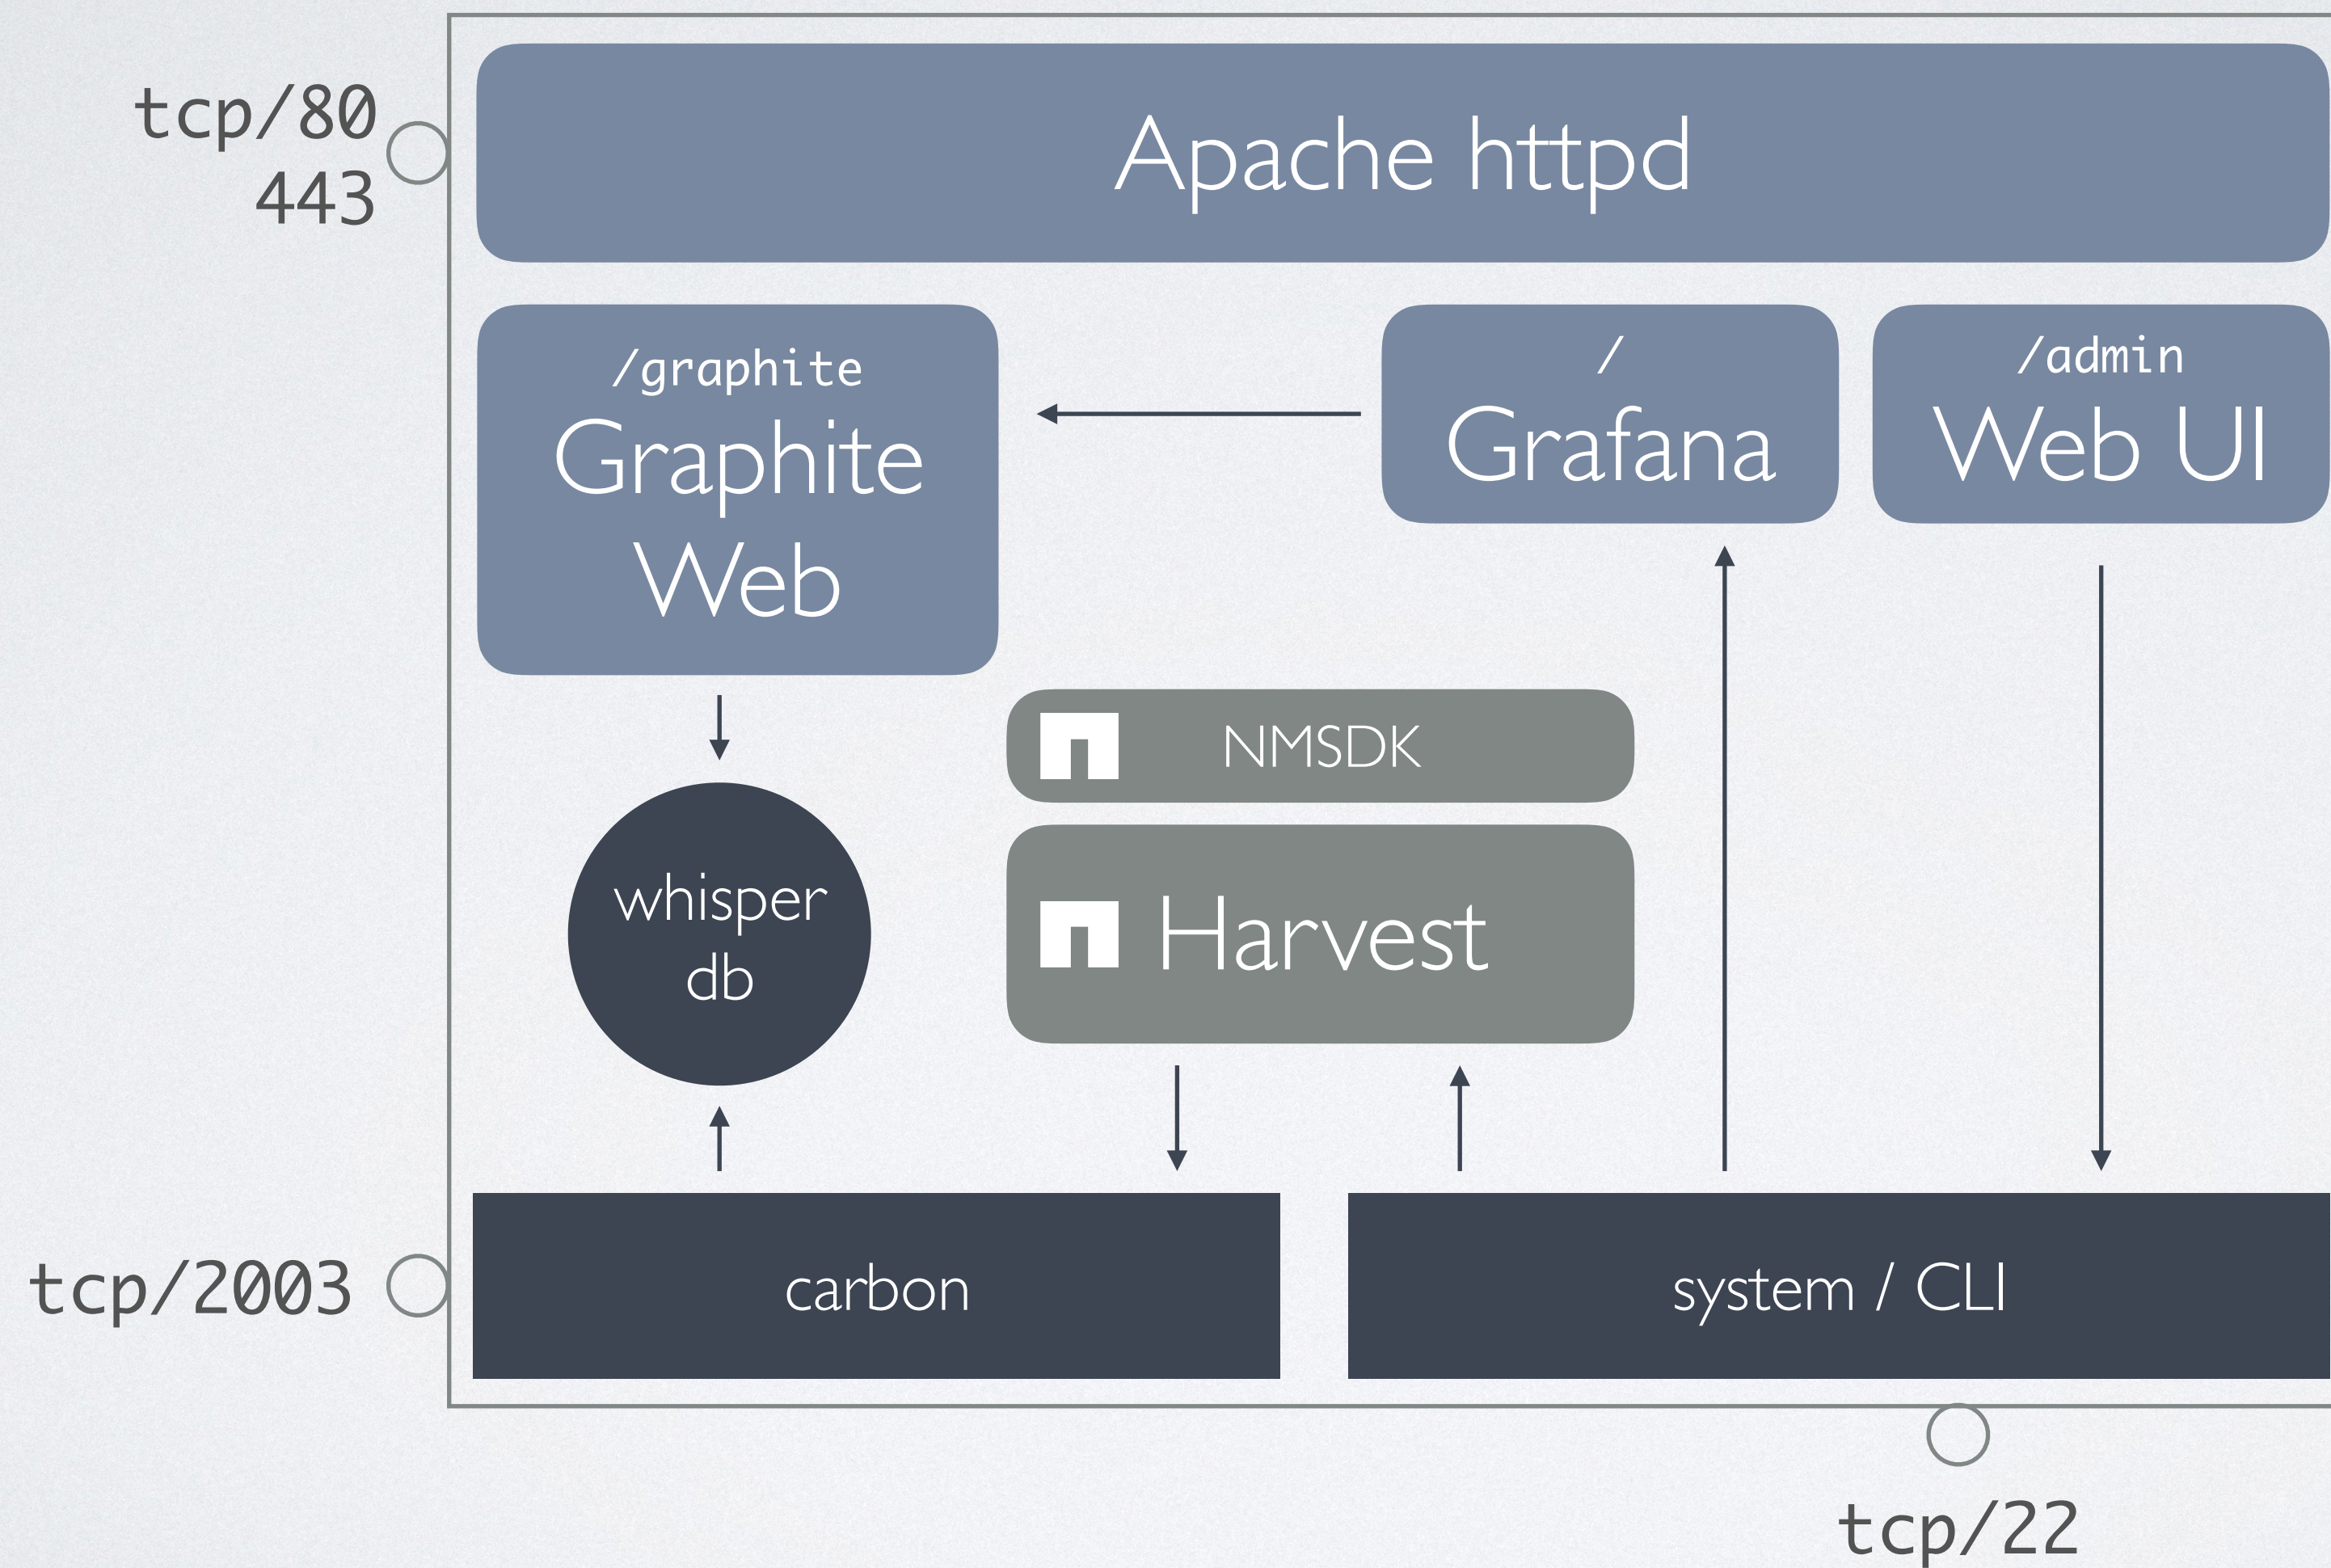 tcp/80
443
Apache httpd
/graphite
Graphite
Web
/
Grafana
/admin
Web UI
NMSDK
whisper
db
Harvest
tcp/2003
carbon
system / CLI
tcp/22